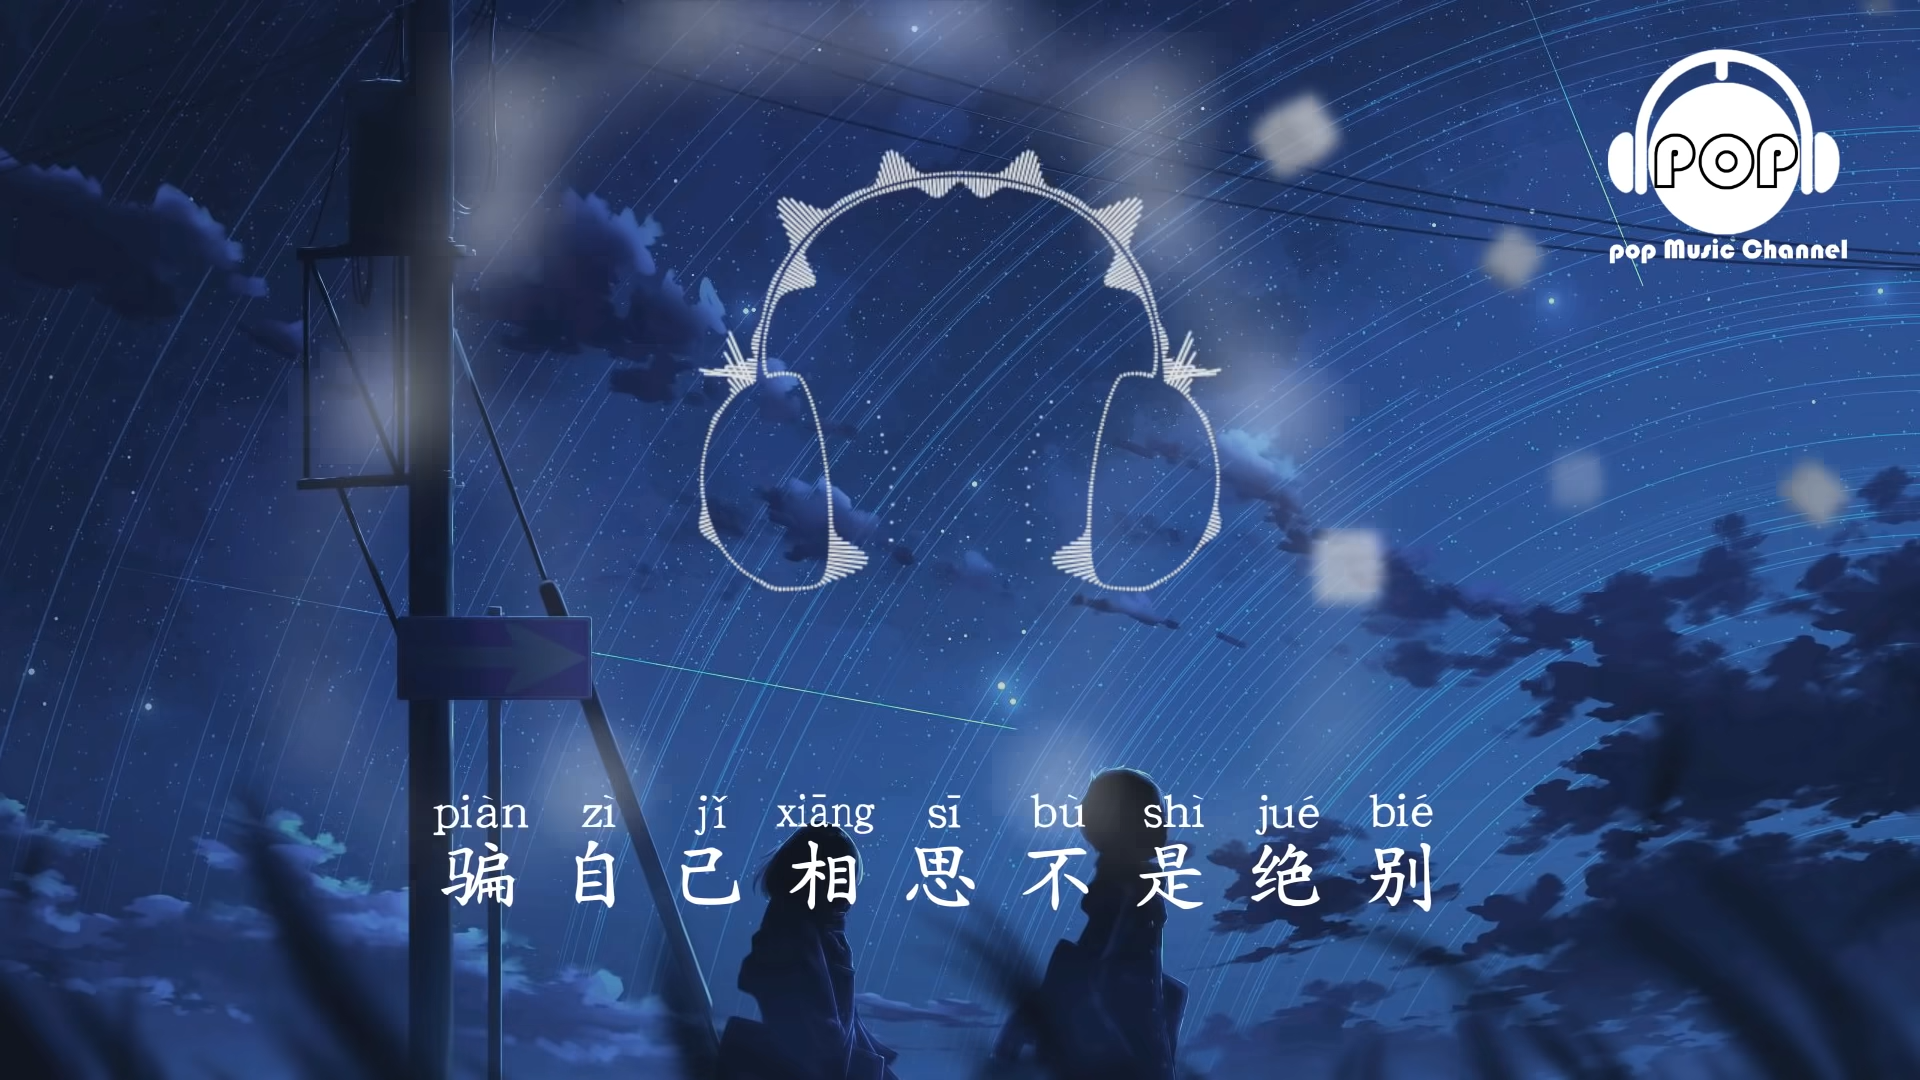 POP
pop Music Channel
piàn zì jǐ xiāng sī bù shì jué bié
骗自己相思不是绝别